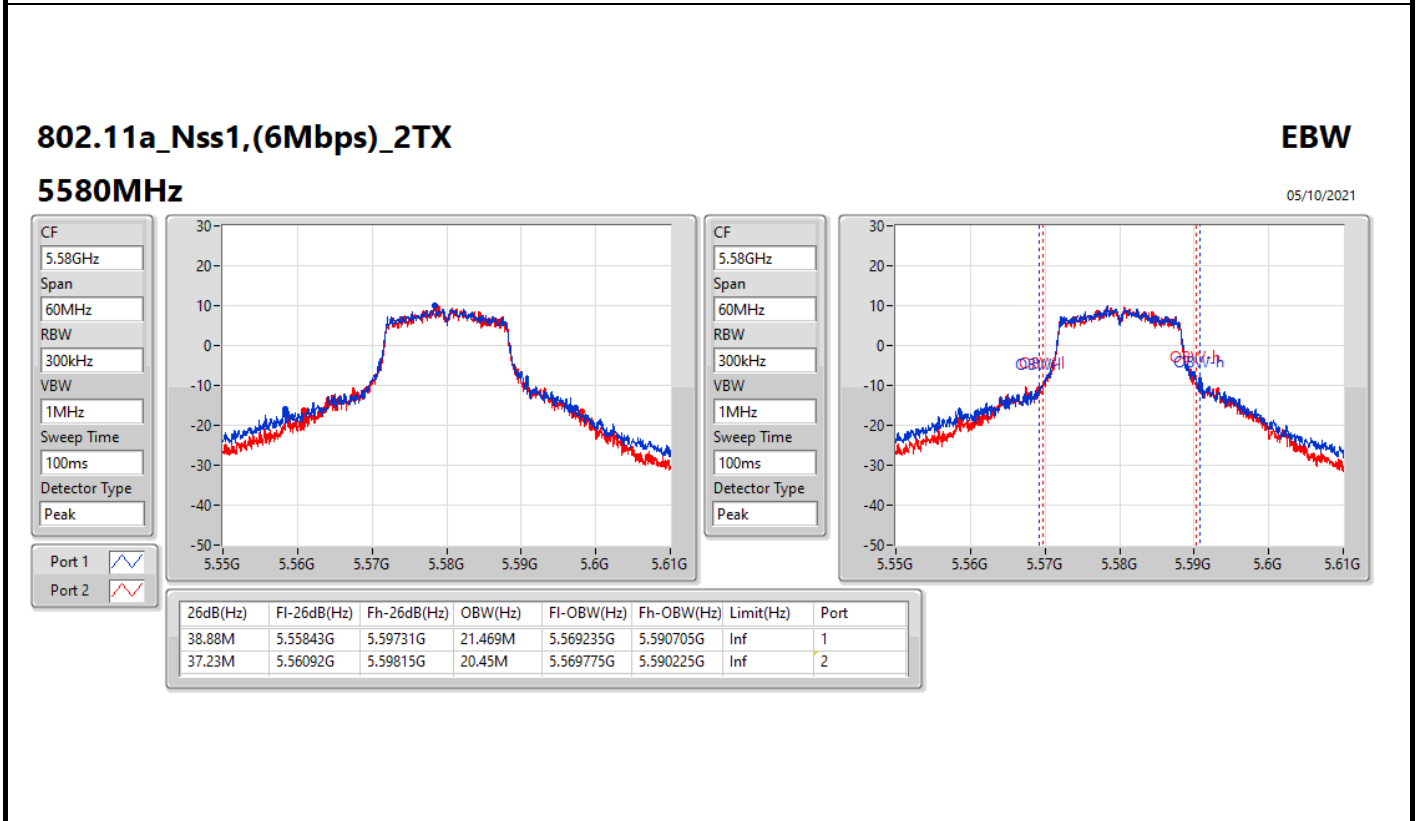 802.11a_Nss1,(6Mbps)_2TX
EBW
5580MHz
05/10/2021
CF
5.58GHz
Span
60MHz
RBW
300kHz
VBW
1MHz
Sweep Time
100ms
Detector Type
Peak
Port 1
Port 2
30
20
10
0
-10
-20
-30
-40
-50
5.55G 5.56G 5.57G 5.58G 5.59G 5.6G 5.61G
CF
5.58GHz
Span
60MHz
RBW
300kHz
VBW
1MHz
Sweep Time
100ms
Detector Type
Peak
30
20
10
0
-10
-20
-30
-40
-50
OBW-l
OBW-l
OBW-h
OBW-h
5.55G 5.56G 5.57G 5.58G 5.59G 5.6G 5.61G
26dB(Hz) Fl-26dB(Hz) Fh-26dB(Hz) OBW(Hz) Fl-OBW(Hz) Fh-OBW(Hz) Limit(Hz) Port
38.88M 5.55843G 5.59731G 21.469M 5.569235G 5.590705G Inf 1
37.23M 5.56092G 5.59815G 20.45M 5.569775G 5.590225G Inf 2